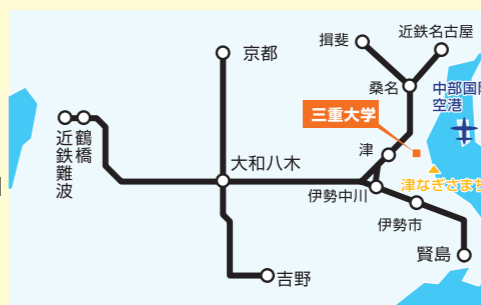 京都
揖斐
近鉄名古屋
桑名
中部国
空港
三重大学
鶴橋
近鉄難波
大和八木
津
津なぎさまち
伊勢中川
伊勢市
賢島
吉野